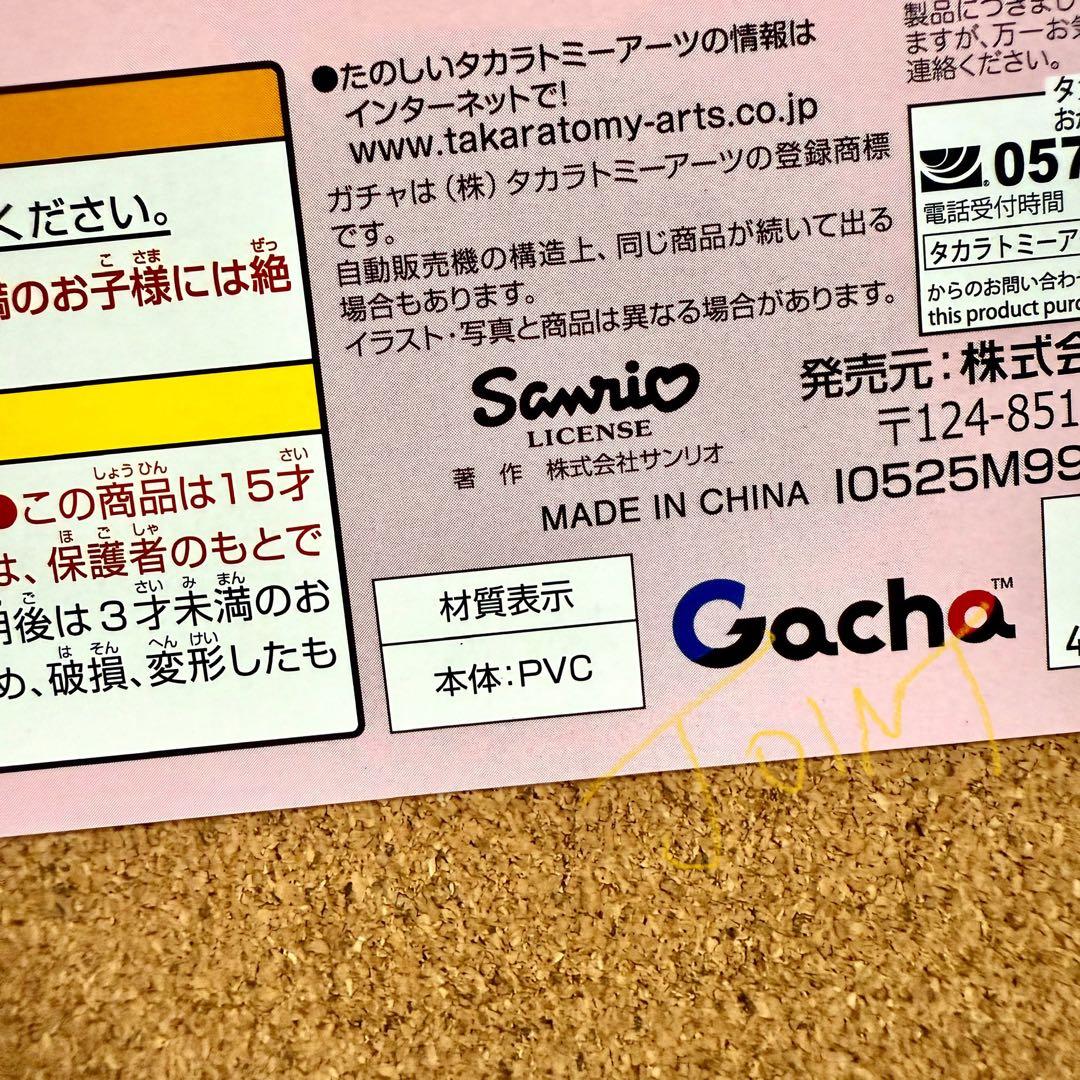 ください。
満のお子様には絶
●この商品は15才
は、保護者のもとで
期後は3才未満のお
め、破損、変形したも
●たのしいタカラトミーアーツの情報は
インターネットで!
www.takaratomy-arts.co.jp
ガチャは(株)タカラトミーアーツの登録商標
です。
自動販売機の構造上、同じ商品が続いて出る
場合もあります。
イラスト・写真と商品は異なる場合があります。
Sanrio
LICENSE
著 作 株式会社サンリオ
MADE IN CHINA I0525M99
材質表示
本体:PVC
Gacha™
製品につきまし
ますが、万一お気
連絡ください。
057
電話受付時間
タカラトミーア
からのお問い合わ
this product purc
発売元:株式会
〒124-851
4